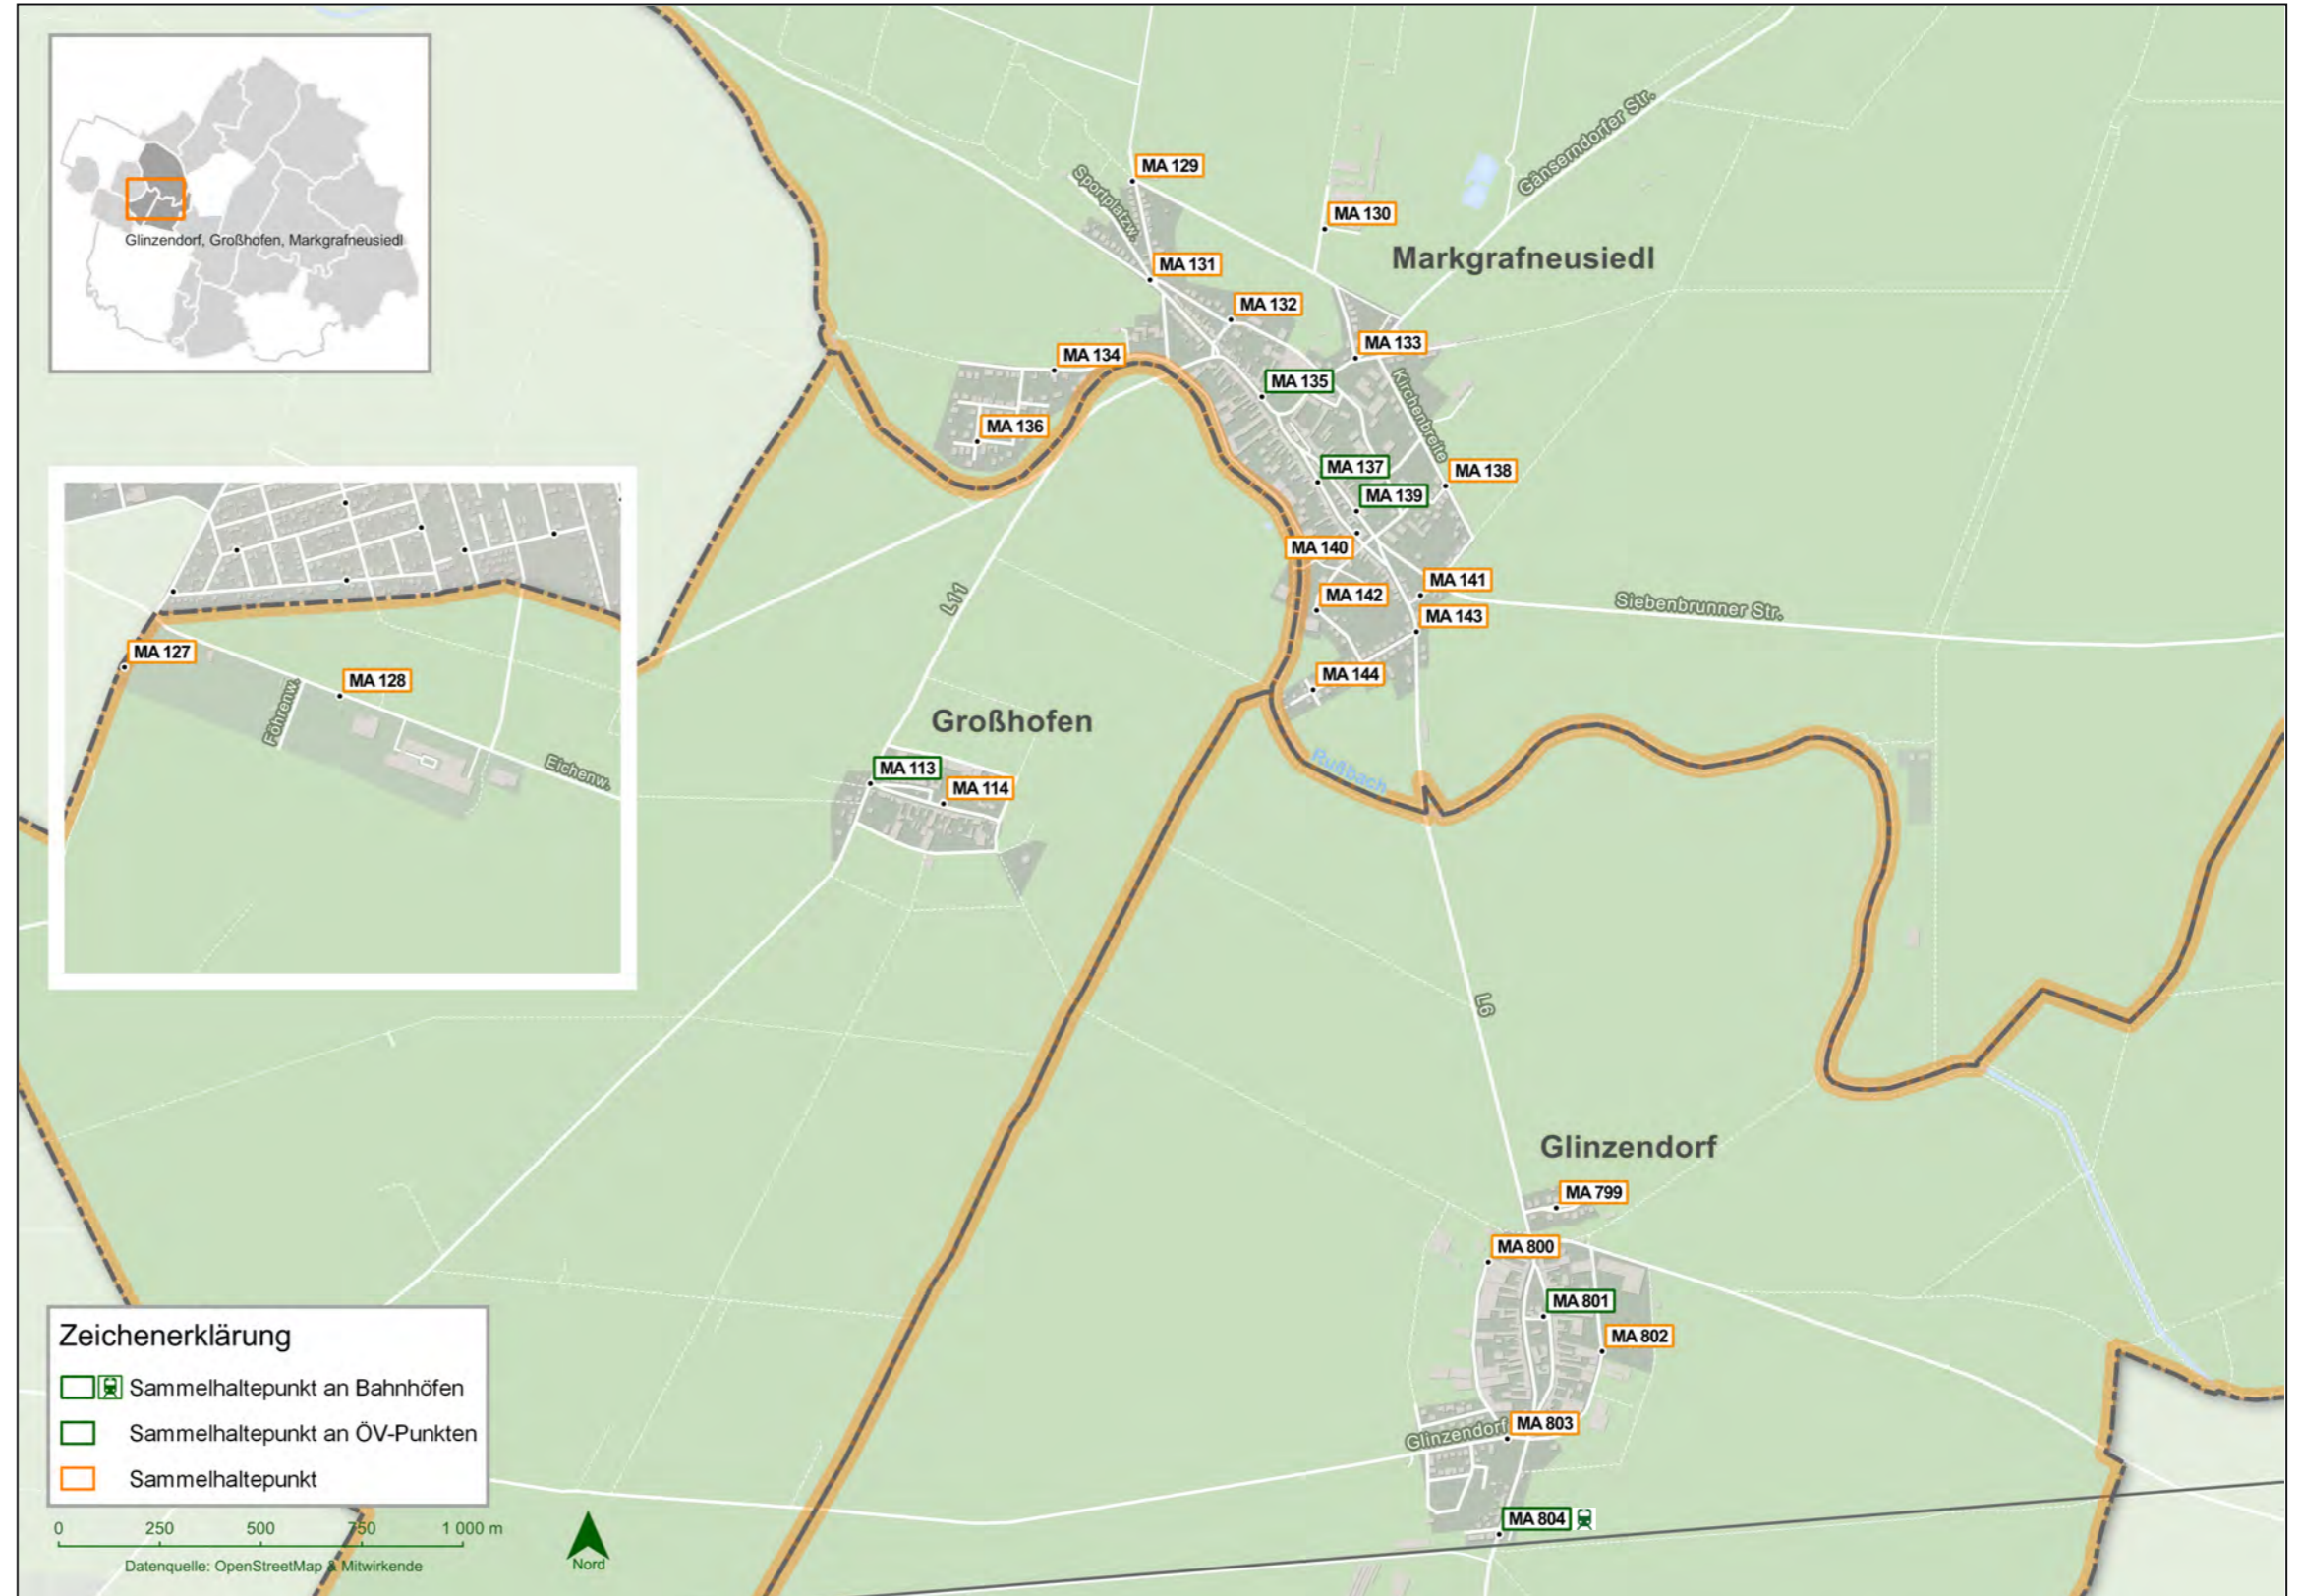 Glinzendorf, Großhofen, Markgrafneusiedl
Gänserndorfer Str.
MA 129
Sportplatzw.
MA 130
Markgrafneusiedl
MA 131
MA 132
MA 133
MA 134
MA 135
Kirchenbreite
MA 136
MA 137
MA 138
MA 139
MA 140
MA 141
MA 142
MA 143
Siebenbrunner Str.
L11
MA 144
MA 127
MA 128
Föhrenw.
Eichenw.
Großhofen
Rußbach
MA 113
MA 114
L6
Glinzendorf
MA 799
MA 800
MA 801
MA 802
MA 803
Glinzendorf
MA 804
Zeichenerklärung
Sammelhaltepunkt an Bahnhöfen
Sammelhaltepunkt an ÖV-Punkten
Sammelhaltepunkt
0 250 500 750 1 000 m
Datenquelle: OpenStreetMap & Mitwirkende
Nord